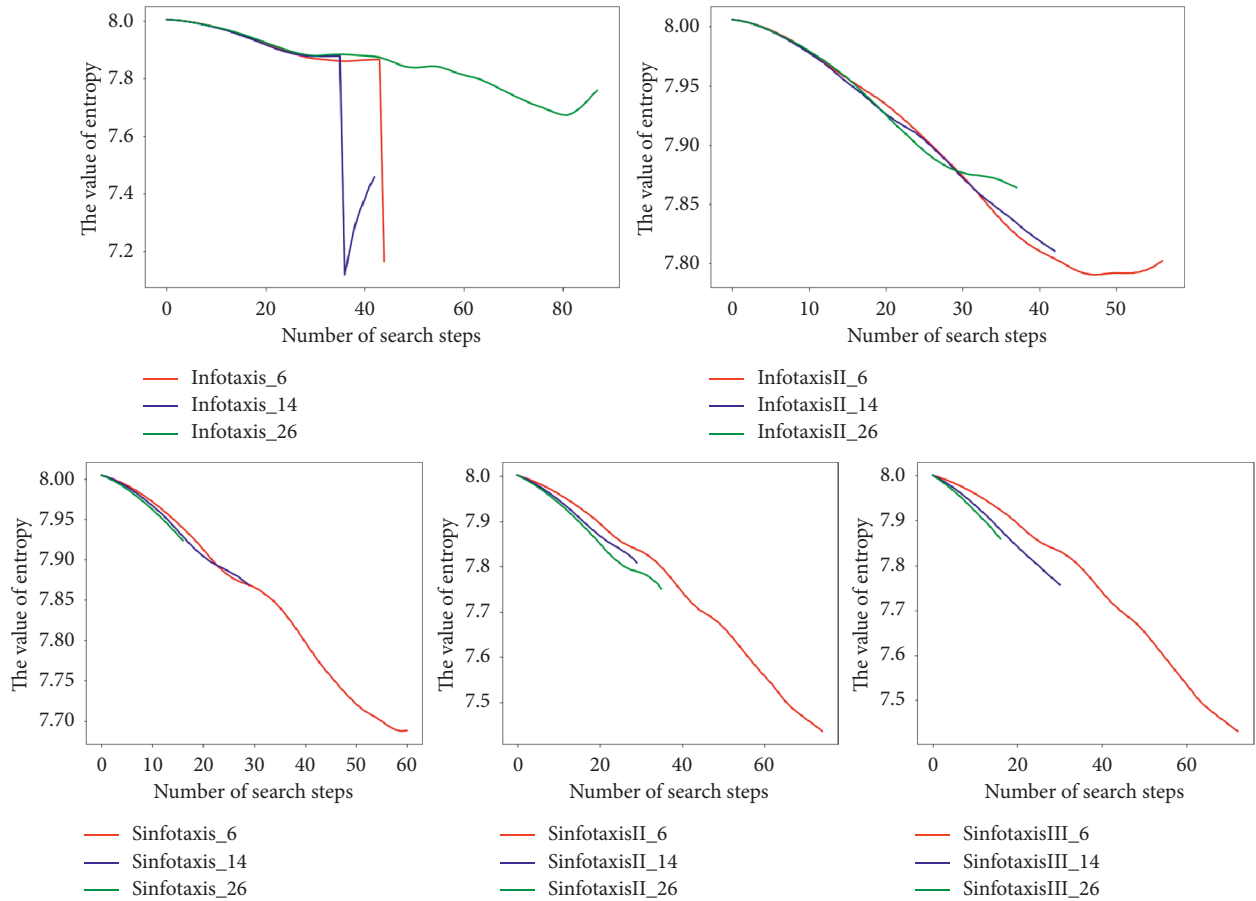 The value of entropy
8.0
7.8
7.6
7.4
7.2
0 20 40 60 80
Number of search steps
Infotaxis_6
Infotaxis_14
Infotaxis_26
The value of entropy
8.00
7.95
7.90
7.85
7.80
0 10 20 30 40 50
Number of search steps
InfotaxisII_6
InfotaxisII_14
InfotaxisII_26
The value of entropy
8.00
7.95
7.90
7.85
7.80
7.75
7.70
0 10 20 30 40 50 60
Number of search steps
Sinfotaxis_6
Sinfotaxis_14
Sinfotaxis_26
The value of entropy
8.0
7.9
7.8
7.7
7.6
7.5
0 20 40 60
Number of search steps
SinfotaxisII_6
SinfotaxisII_14
SinfotaxisII_26
The value of entropy
8.0
7.9
7.8
7.7
7.6
7.5
0 20 40 60
Number of search steps
SinfotaxisIII_6
SinfotaxisIII_14
SinfotaxisIII_26